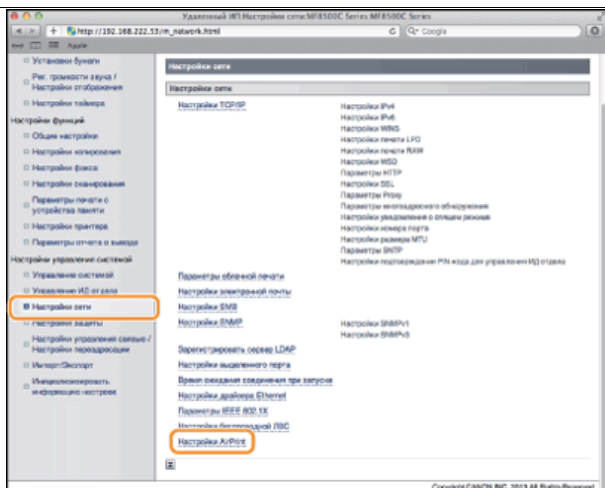 Удаленный ИП:Настройки сети:MF8500C Series:MF8500C Series
http://192.168.222.53/m_network.html
Google
Apple
Установки бумаги
Рег. громкости звука /
Настройки отображения
Настройки таймера
Настройки функций
Общие настройки
Настройки копирования
Настройки факса
Настройки сканирования
Параметры печати с
устройства памяти
Настройки принтера
Параметры отчета о выводе
Настройки управления системой
Управление системой
Управление ИД отдела
Настройки сети
Настройки защиты
Настройки управления связью /
Настройки переадресации
Импорт/Экспорт
Инициализировать
информацию настроек
Настройки сети
Настройки сети
Настройки TCP/IP
Настройки IPv4
Настройки IPv6
Настройки WINS
Настройки печати LPD
Настройки печати RAW
Настройки WSD
Параметры HTTP
Настройки SSL
Параметры Proxy
Параметры многоадресного обнаружения
Настройки уведомления о спящем режиме
Настройки номера порта
Настройки размера MTU
Параметры SNTP
Настройки подтверждения PIN кода для управления ИД отдела
Параметры облачной печати
Настройки электронной почты
Настройки SMB
Настройки SNMP
Настройки SNMPv1
Настройки SNMPv3
Зарегистрировать сервер LDAP
Настройки выделенного порта
Время ожидания соединения при запуске
Настройки драйвера Ethernet
Параметры IEEE 802.1X
Настройки беспроводной ЛВС
Настройки AirPrint
Copyright CANON INC. 2013 All Rights Reserved